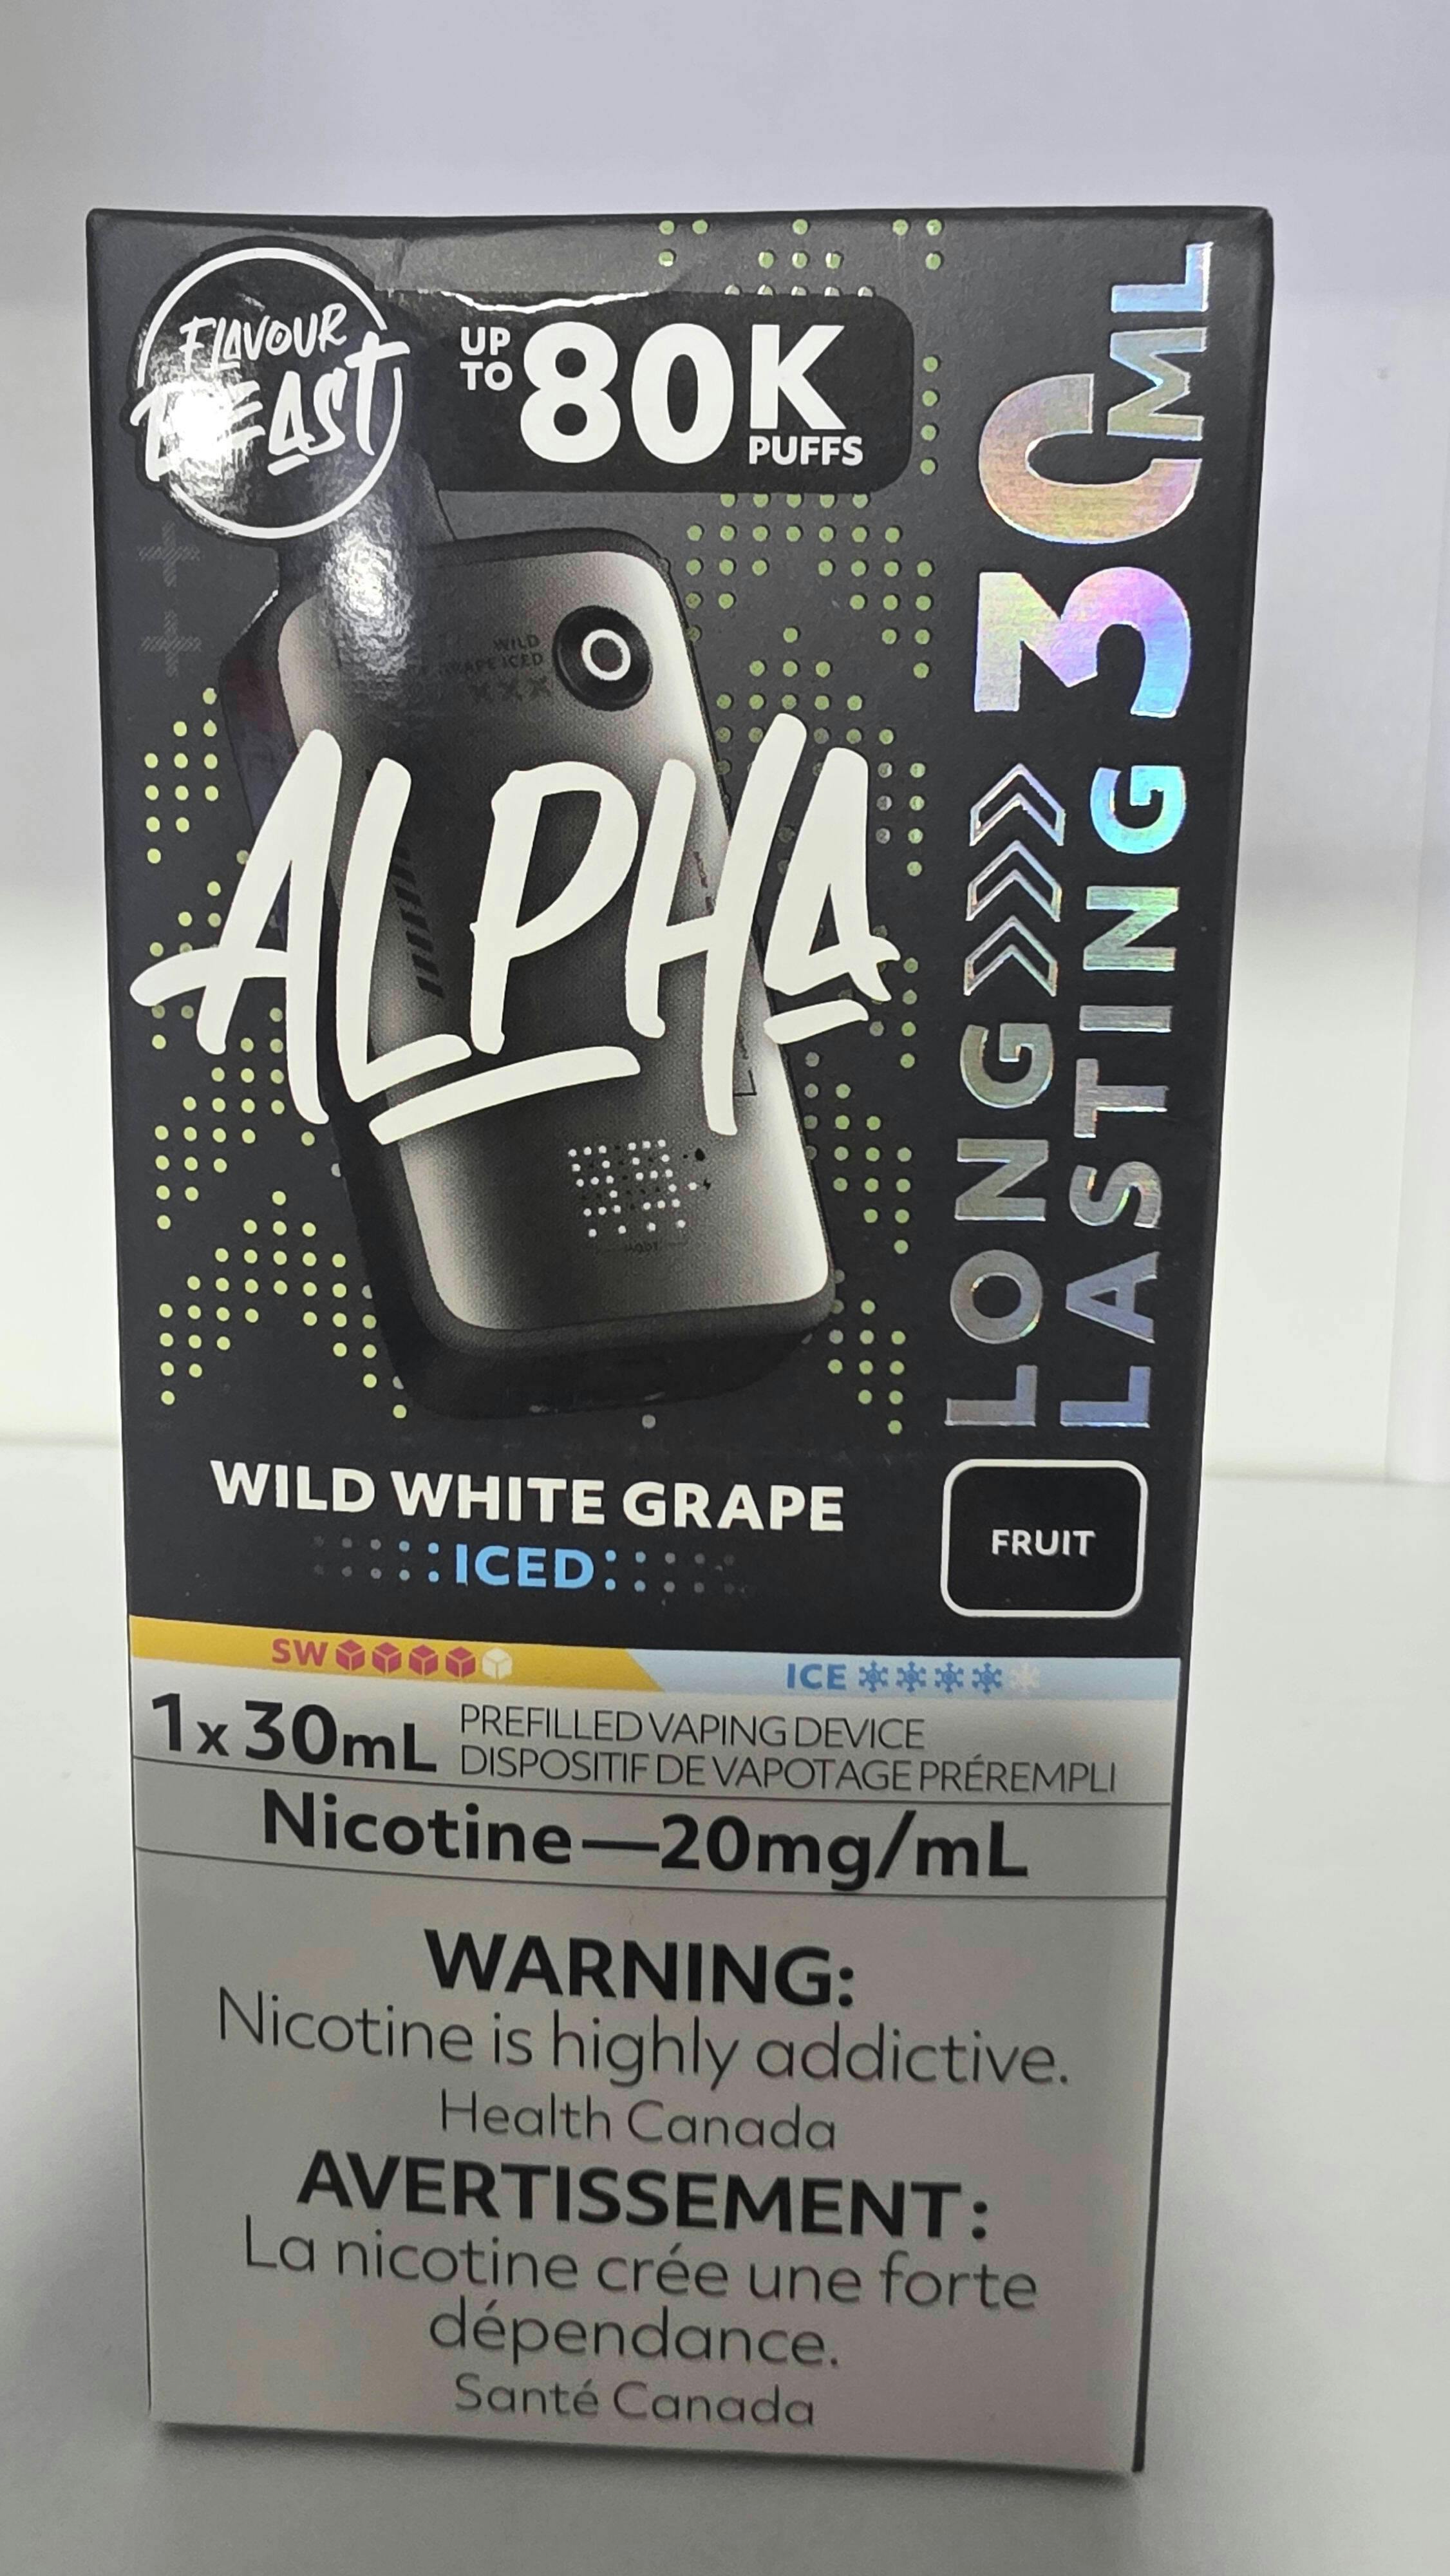 FLAVOUR
BEAST
UP
TO
80K
PUFFS
30ML
LONG
LASTING
WILD
GRAPE ICED
XXX
ALPHA
WILD WHITE GRAPE
ICED
FRUIT
SW
ICE
1x30mL
PREFILLED VAPING DEVICE
DISPOSITIF DE VAPOTAGE PRÉREMPLI
Nicotine—20mg/mL
WARNING:
Nicotine is highly addictive.
Health Canada
AVERTISSEMENT:
La nicotine crée une forte
dépendance.
Santé Canada